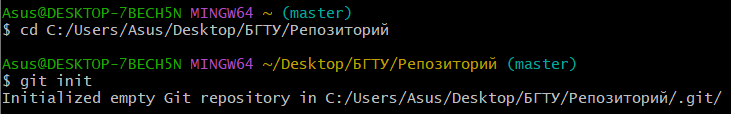 Asus@DESKTOP-7BECH5N MINGW64 ~ (master)
$ cd C:/Users/Asus/Desktop/БГТУ/Репозиторий
Asus@DESKTOP-7BECH5N MINGW64 ~/Desktop/БГТУ/Репозиторий (master)
$ git init
Initialized empty Git repository in C:/Users/Asus/Desktop/БГТУ/Репозиторий/.git/